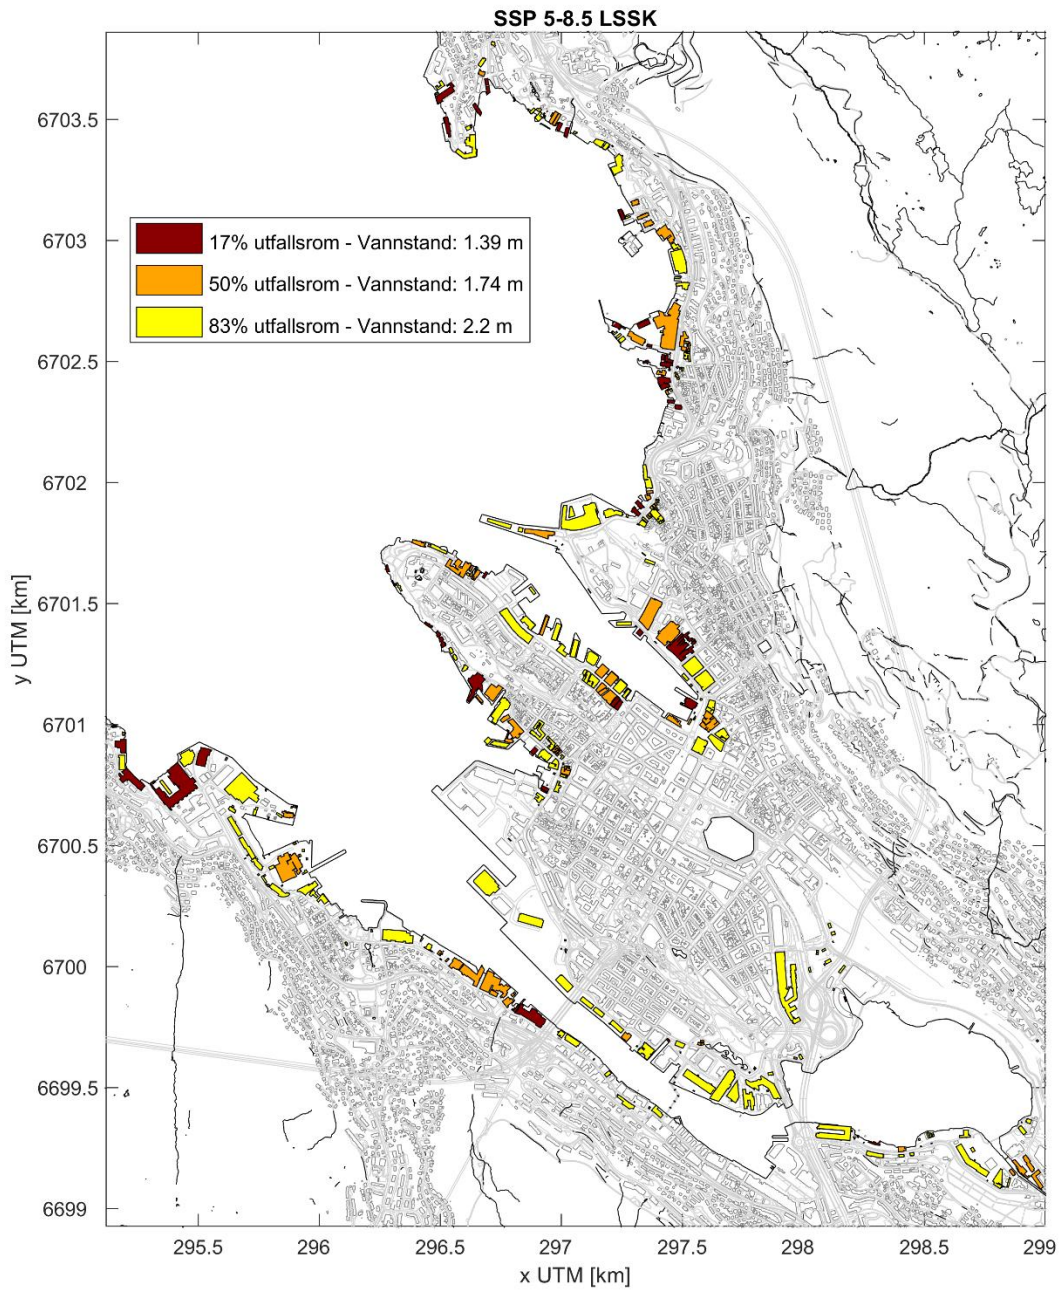 SSP 5-8.5 LSSK
6703.5
17% utfallsrom - Vannstand: 1.39 m
6703
50% utfallsrom - Vannstand: 1.74 m
83% utfallsrom - Vannstand: 2.2 m
6702.5
6702
y UTM [km]
6701.5
6701
6700.5
6700
6699.5
6699
295.5 296 296.5 297 297.5 298 298.5 299
x UTM [km]